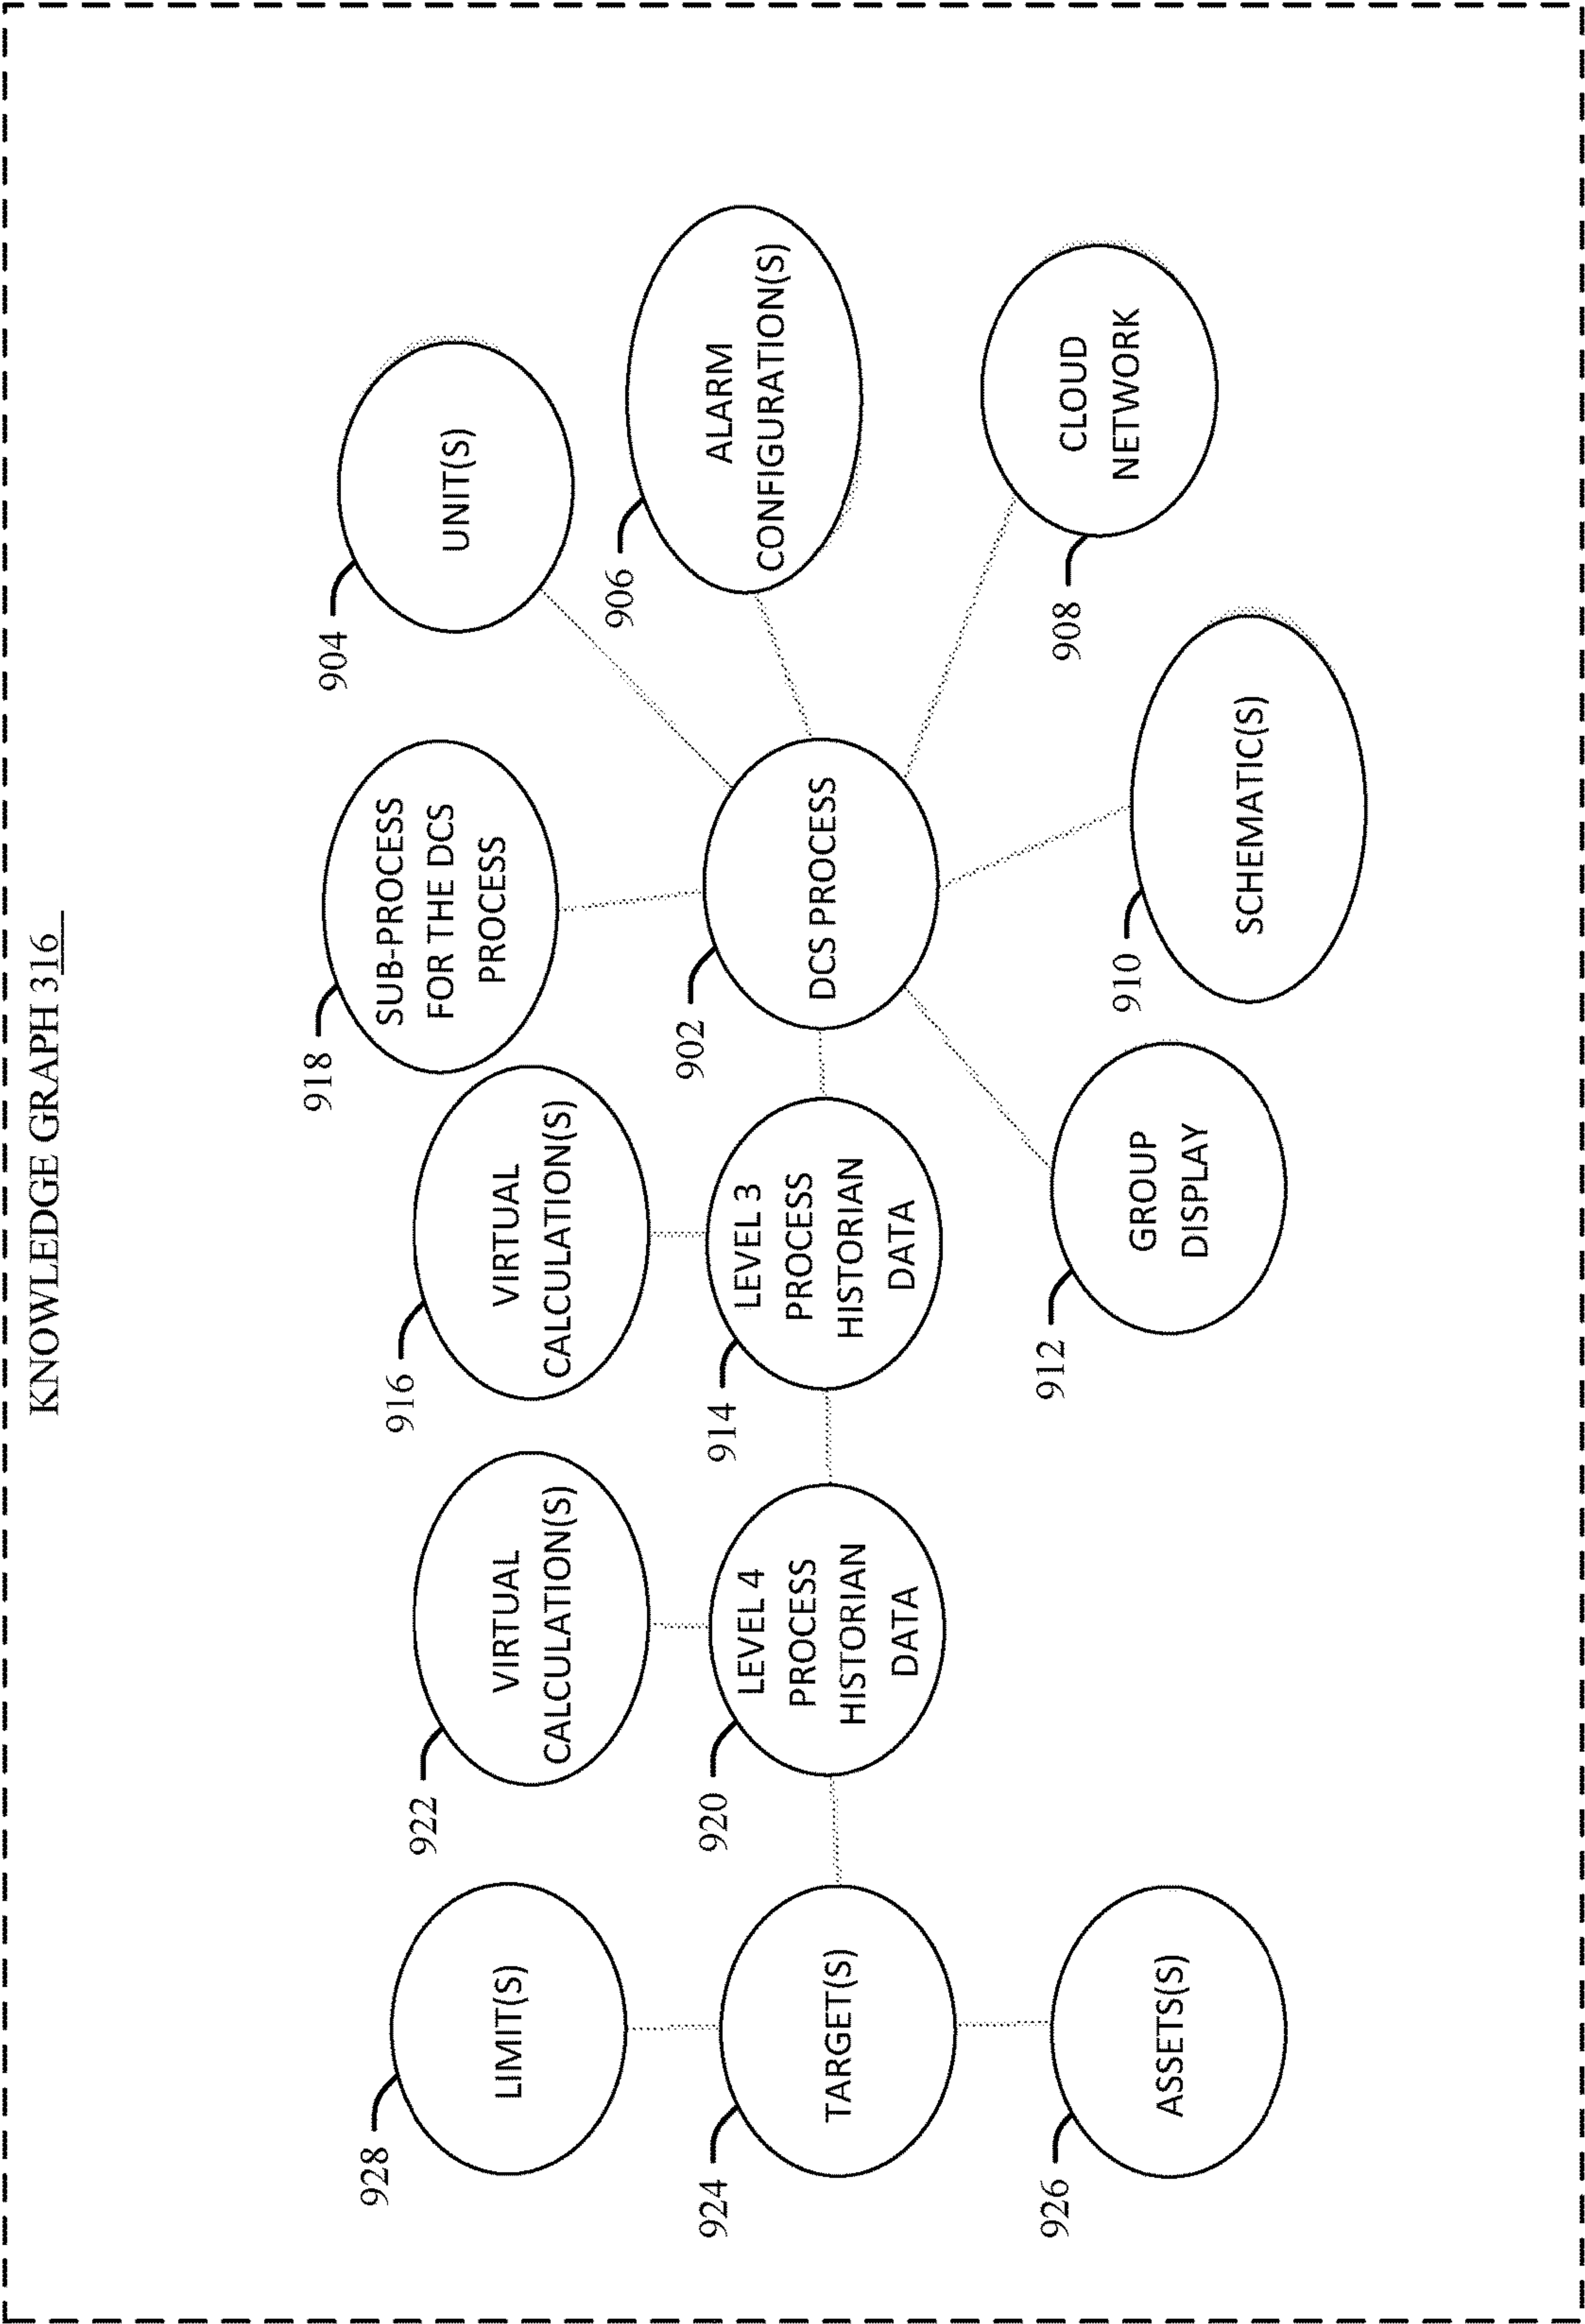 KNOWLEDGE GRAPH 316
928
LIMIT(S)
922
VIRTUAL
CALCULATION(S)
916
VIRTUAL
CALCULATION(S)
918
SUB-PROCESS
FOR THE DCS
PROCESS
904
UNIT(S)
924
TARGET(S)
920
LEVEL 4
PROCESS
HISTORIAN
DATA
914
LEVEL 3
PROCESS
HISTORIAN
DATA
902
DCS PROCESS
906
ALARM
CONFIGURATION(S)
926
ASSETS(S)
912
GROUP
DISPLAY
910
SCHEMATIC(S)
908
CLOUD
NETWORK